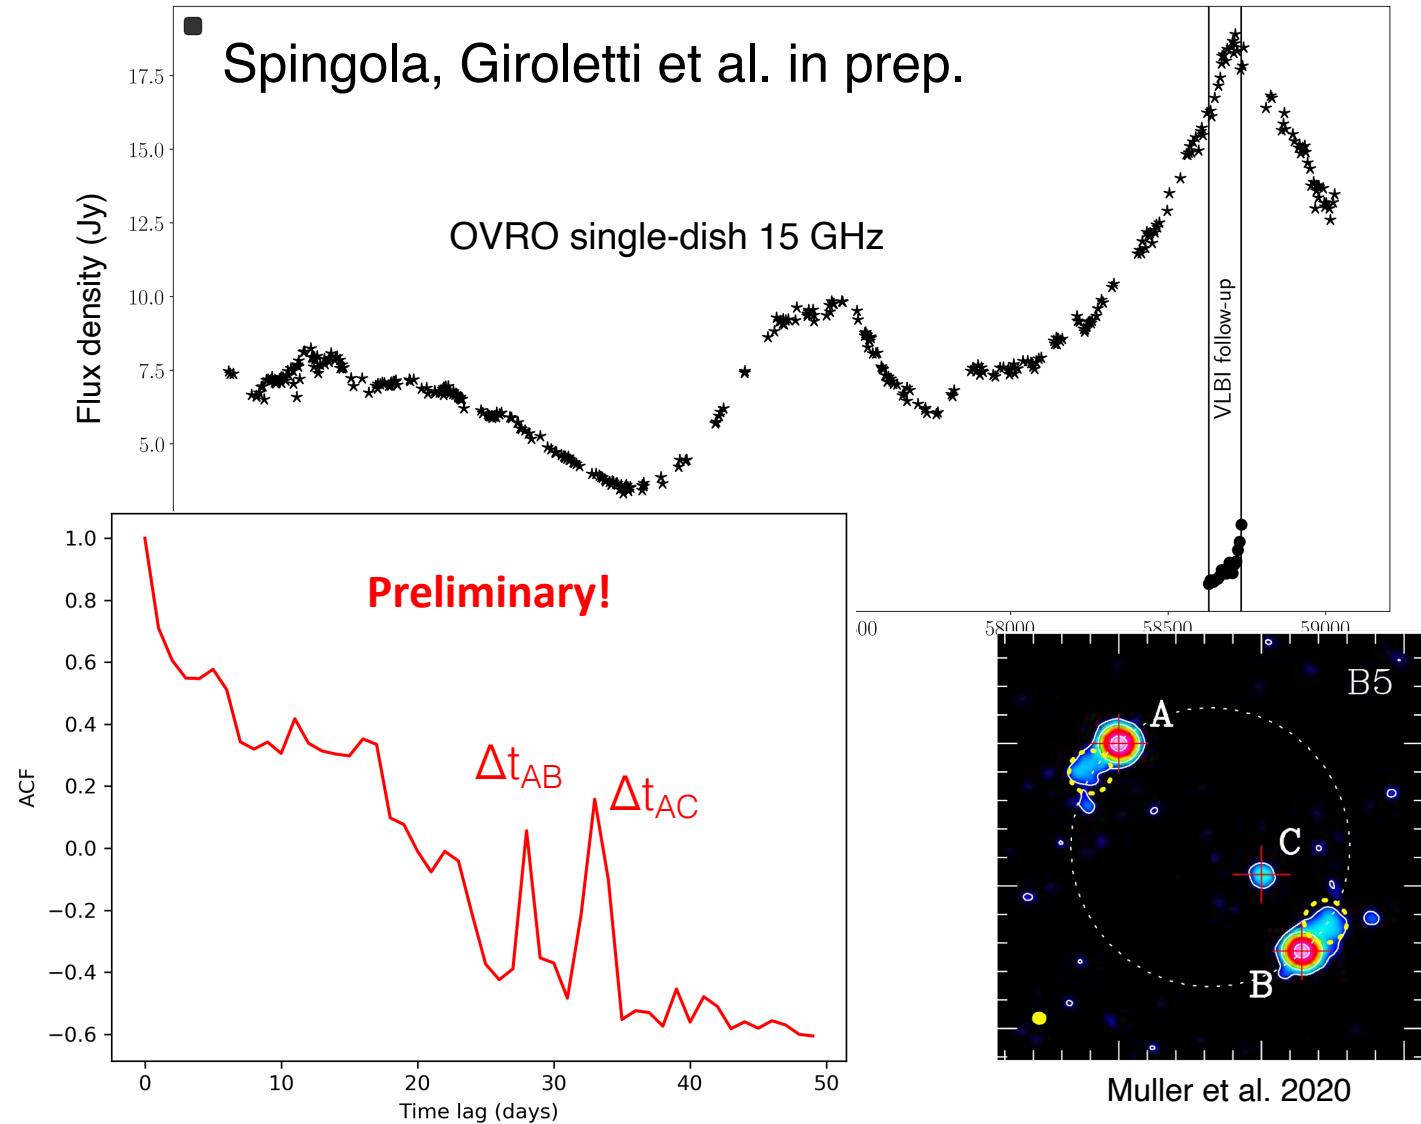 Spingola, Giroletti et al. in prep.
17.5
15.0
12.5
10.0
7.5
5.0
Flux density (Jy)
OVRO single-dish 15 GHz
VLBI follow-up
58000
58500
59000
1.0
0.8
0.6
0.4
0.2
0.0
−0.2
−0.4
−0.6
ACF
Preliminary!
ΔtAB
ΔtAC
0
10
20
30
40
50
Time lag (days)
B5
A
C
B
Muller et al. 2020